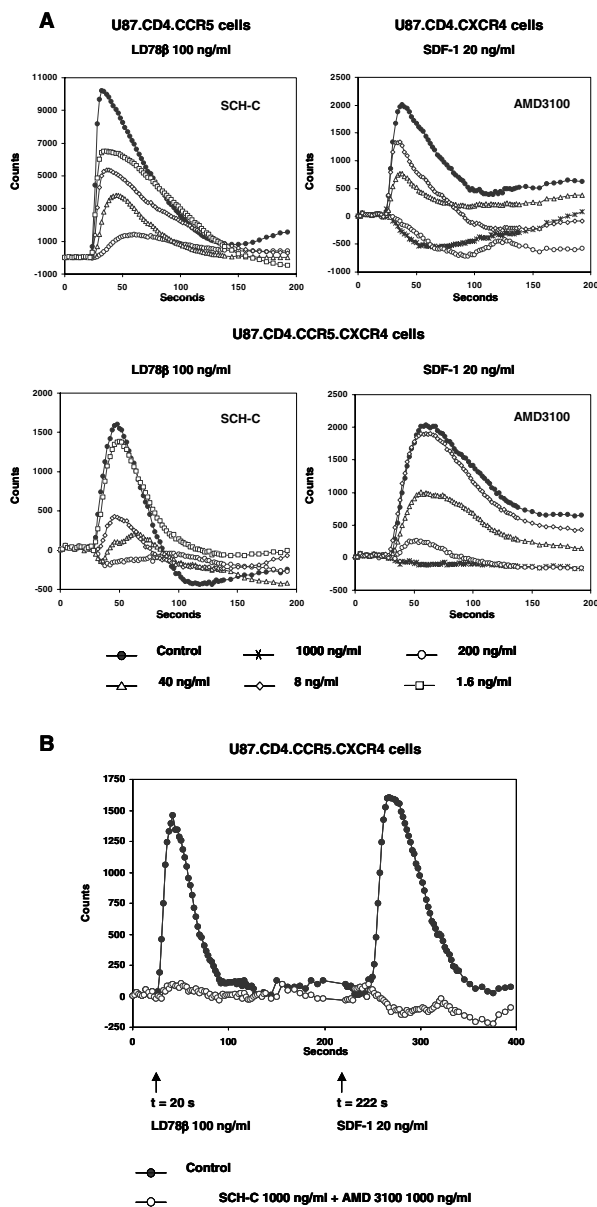 A
U87.CD4.CCR5 cells
LD78β 100 ng/ml
U87.CD4.CXCR4 cells
SDF-1 20 ng/ml
SCH-C
11000
9000
7000
5000
3000
1000
-1000
Counts
0 50 100 150 200
Seconds
AMD3100
2500
2000
1500
1000
500
0
-500
-1000
Counts
0 50 100 150 200
Seconds
U87.CD4.CCR5.CXCR4 cells
LD78β 100 ng/ml
SDF-1 20 ng/ml
SCH-C
2000
1500
1000
500
0
-500
Counts
0 50 100 150 200
Seconds
AMD3100
2500
2000
1500
1000
500
0
-500
Counts
0 50 100 150 200
Seconds
Control
1000 ng/ml
200 ng/ml
40 ng/ml
8 ng/ml
1.6 ng/ml
B
U87.CD4.CCR5.CXCR4 cells
1750
1500
1250
1000
750
500
250
0
-250
Counts
0 100 200 300 400
Seconds
t = 20 s
LD78β 100 ng/ml
t = 222 s
SDF-1 20 ng/ml
Control
SCH-C 1000 ng/ml + AMD 3100 1000 ng/ml